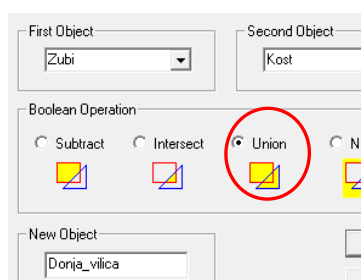 First Object
Second Object
Zubi
Kost
Boolean Operation
Subtract
Intersect
Union
N
New Object
Donja_vilica